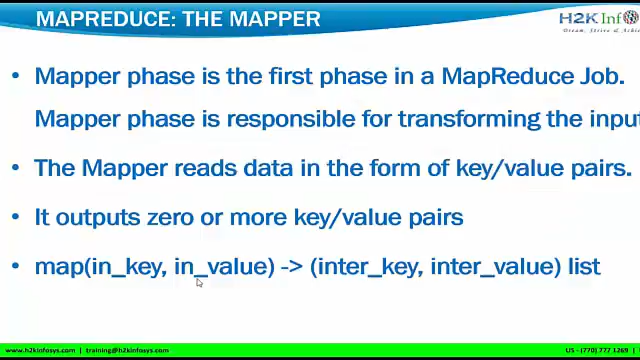 MAPREDUCE: THE MAPPER
H2K Inf
Dream, Strive & Achie
• Mapper phase is the first phase in a MapReduce Job.
Mapper phase is responsible for transforming the input
• The Mapper reads data in the form of key/value pairs.
• It outputs zero or more key/value pairs
• map(in_key, in_value) -> (inter_key, inter_value) list
www.h2kinfosys.com | training@h2kinfosys.com
US - (770) 777 1269 |